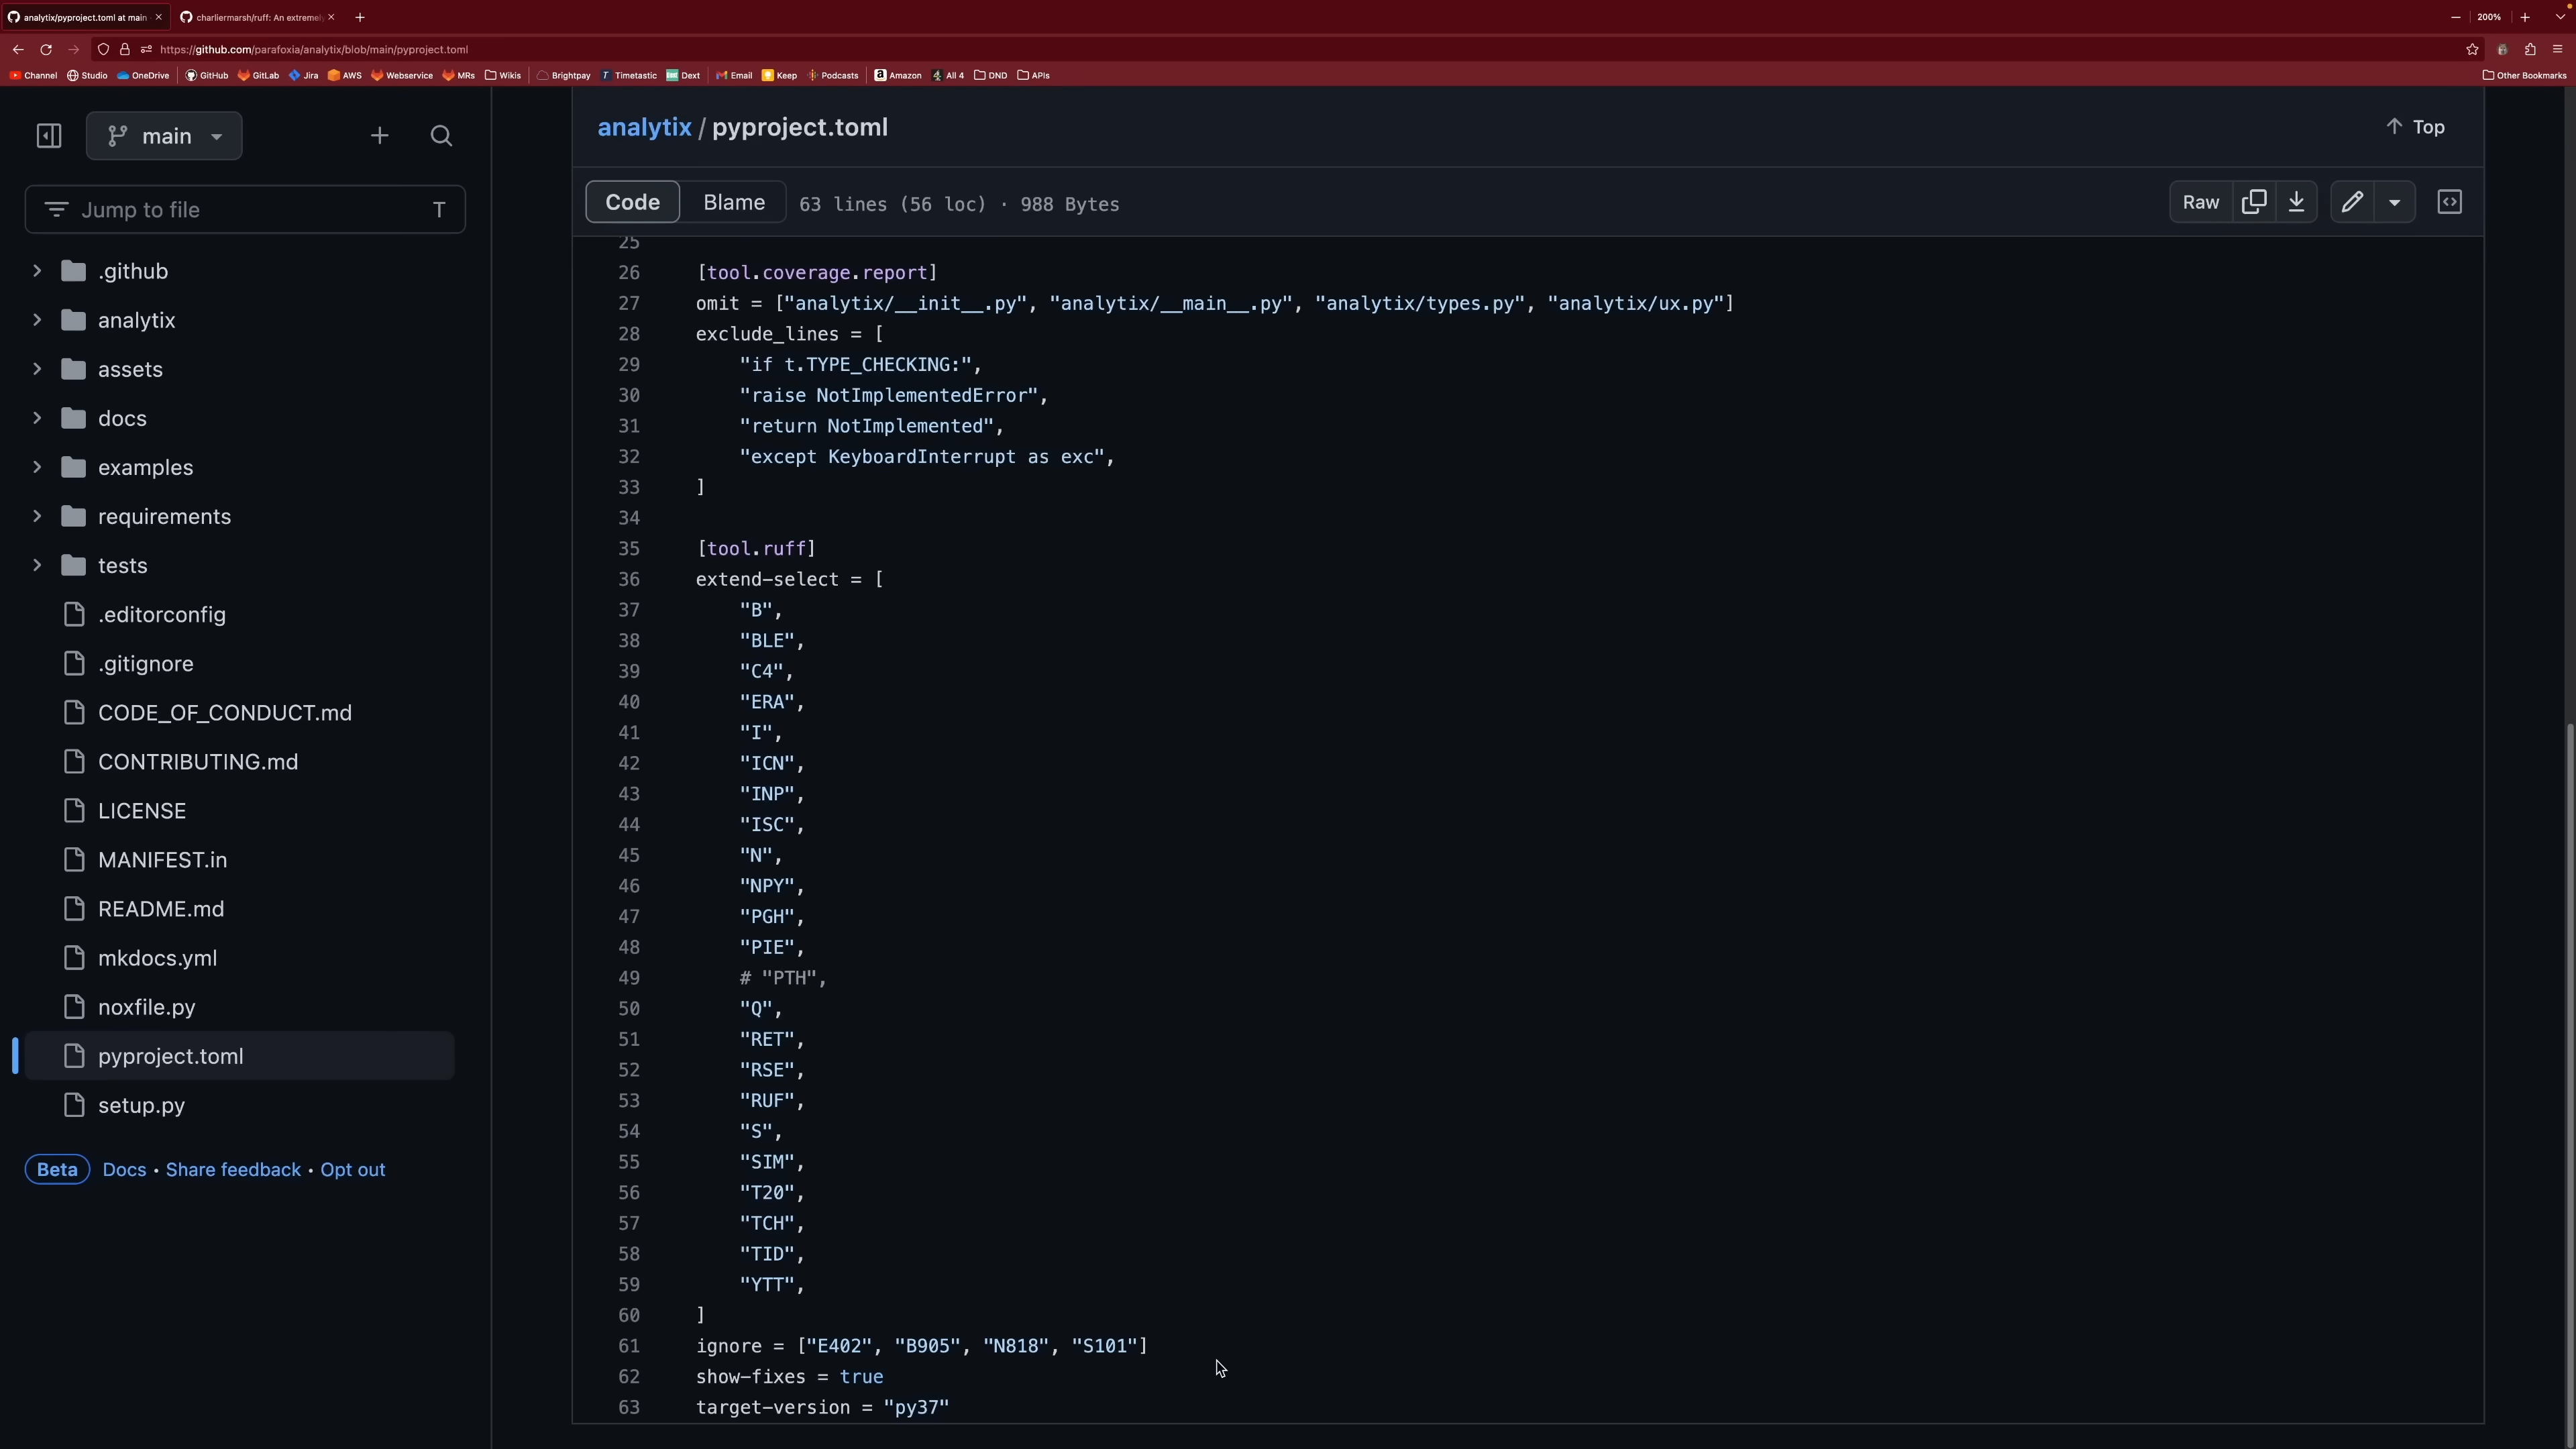 analytix/pyproject.toml at main
charliermarsh/ruff: An extremely
200%
https://github.com/parafoxia/analytix/blob/main/pyproject.toml
Channel Studio OneDrive GitHub GitLab Jira AWS Webservice MRs Wikis Brightpay Timetastic Dext Email Keep Podcasts Amazon All 4 DND APIs Other Bookmarks
main
analytix / pyproject.toml
Top
Jump to file T
Code Blame 63 lines (56 loc) · 988 Bytes Raw
.github
analytix
assets
docs
examples
requirements
tests
.editorconfig
.gitignore
CODE_OF_CONDUCT.md
CONTRIBUTING.md
LICENSE
MANIFEST.in
README.md
mkdocs.yml
noxfile.py
pyproject.toml
setup.py
Beta Docs • Share feedback • Opt out
25
26 [tool.coverage.report]
27 omit = ["analytix/__init__.py", "analytix/__main__.py", "analytix/types.py", "analytix/ux.py"]
28 exclude_lines = [
29 "if t.TYPE_CHECKING:",
30 "raise NotImplementedError",
31 "return NotImplemented",
32 "except KeyboardInterrupt as exc",
33 ]
34
35 [tool.ruff]
36 extend-select = [
37 "B",
38 "BLE",
39 "C4",
40 "ERA",
41 "I",
42 "ICN",
43 "INP",
44 "ISC",
45 "N",
46 "NPY",
47 "PGH",
48 "PIE",
49 # "PTH",
50 "Q",
51 "RET",
52 "RSE",
53 "RUF",
54 "S",
55 "SIM",
56 "T20",
57 "TCH",
58 "TID",
59 "YTT",
60 ]
61 ignore = ["E402", "B905", "N818", "S101"]
62 show-fixes = true
63 target-version = "py37"